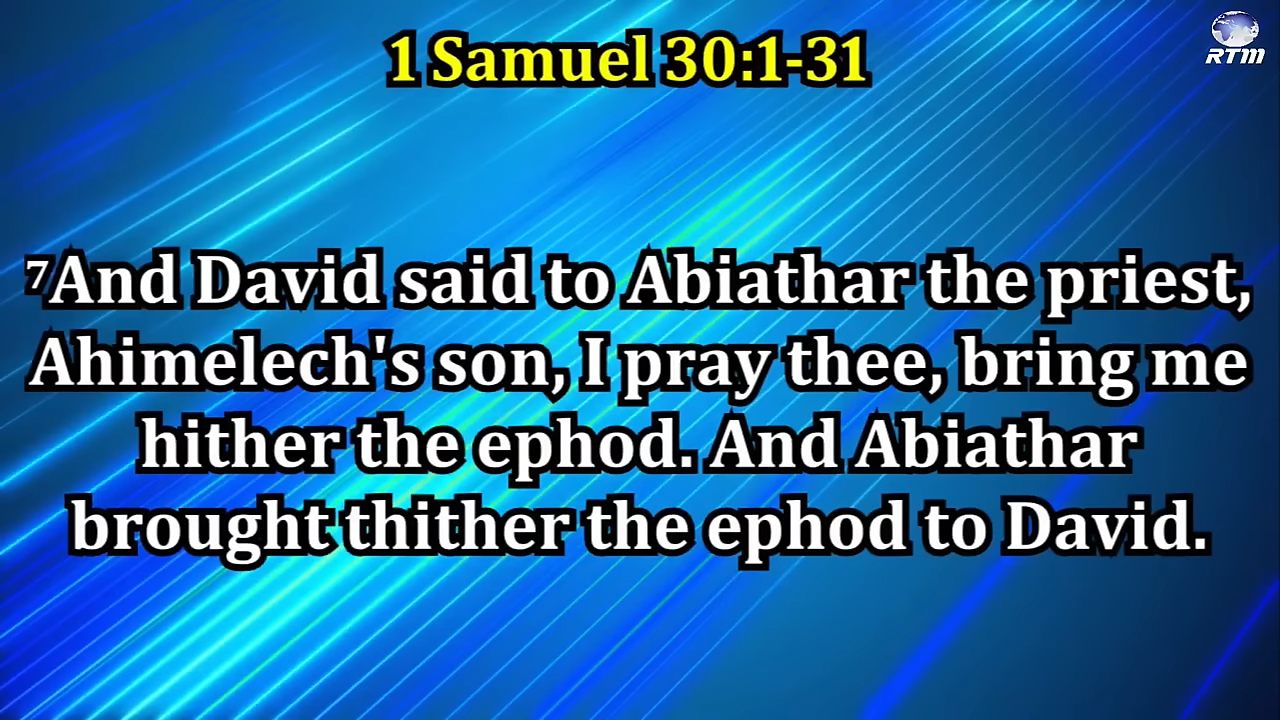 1 Samuel 30:1-31
RTM
7And David said to Abiathar the priest,
Ahimelech's son, I pray thee, bring me
hither the ephod. And Abiathar
brought thither the ephod to David.